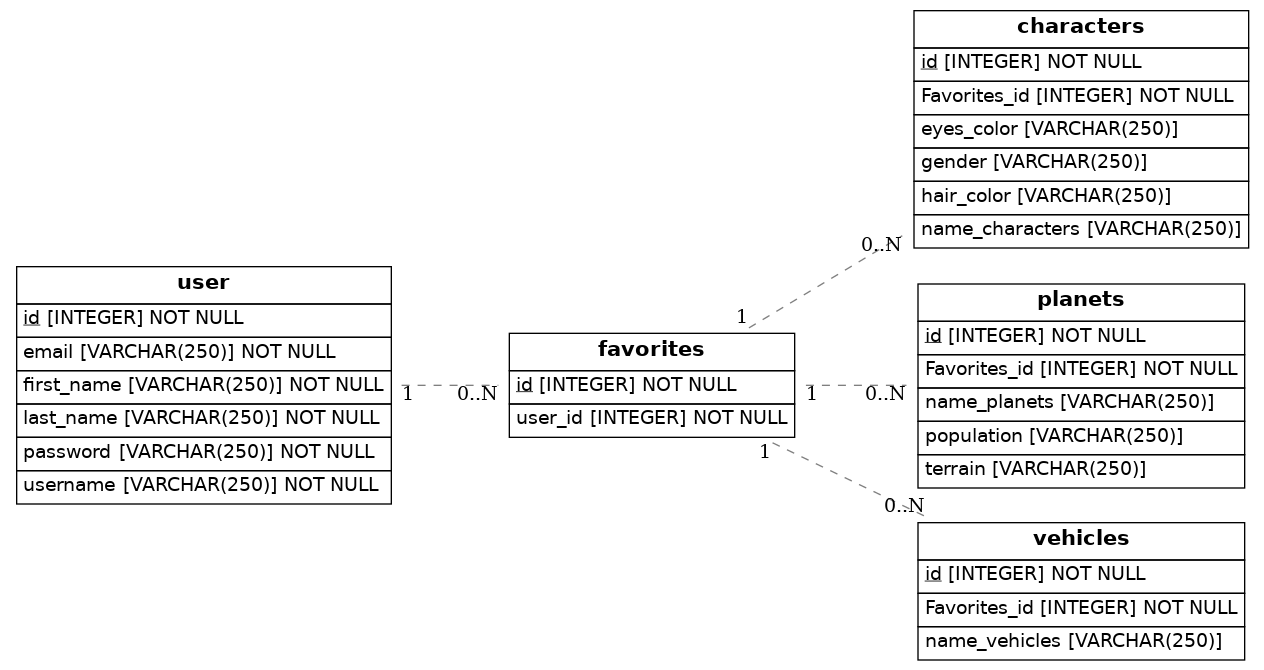 user
id [INTEGER] NOT NULL
email [VARCHAR(250)] NOT NULL
first_name [VARCHAR(250)] NOT NULL
last_name [VARCHAR(250)] NOT NULL
password [VARCHAR(250)] NOT NULL
username [VARCHAR(250)] NOT NULL
1
0..N
favorites
id [INTEGER] NOT NULL
user_id [INTEGER] NOT NULL
1
0..N
characters
id [INTEGER] NOT NULL
Favorites_id [INTEGER] NOT NULL
eyes_color [VARCHAR(250)]
gender [VARCHAR(250)]
hair_color [VARCHAR(250)]
name_characters [VARCHAR(250)]
1
0..N
planets
id [INTEGER] NOT NULL
Favorites_id [INTEGER] NOT NULL
name_planets [VARCHAR(250)]
population [VARCHAR(250)]
terrain [VARCHAR(250)]
1
0..N
vehicles
id [INTEGER] NOT NULL
Favorites_id [INTEGER] NOT NULL
name_vehicles [VARCHAR(250)]